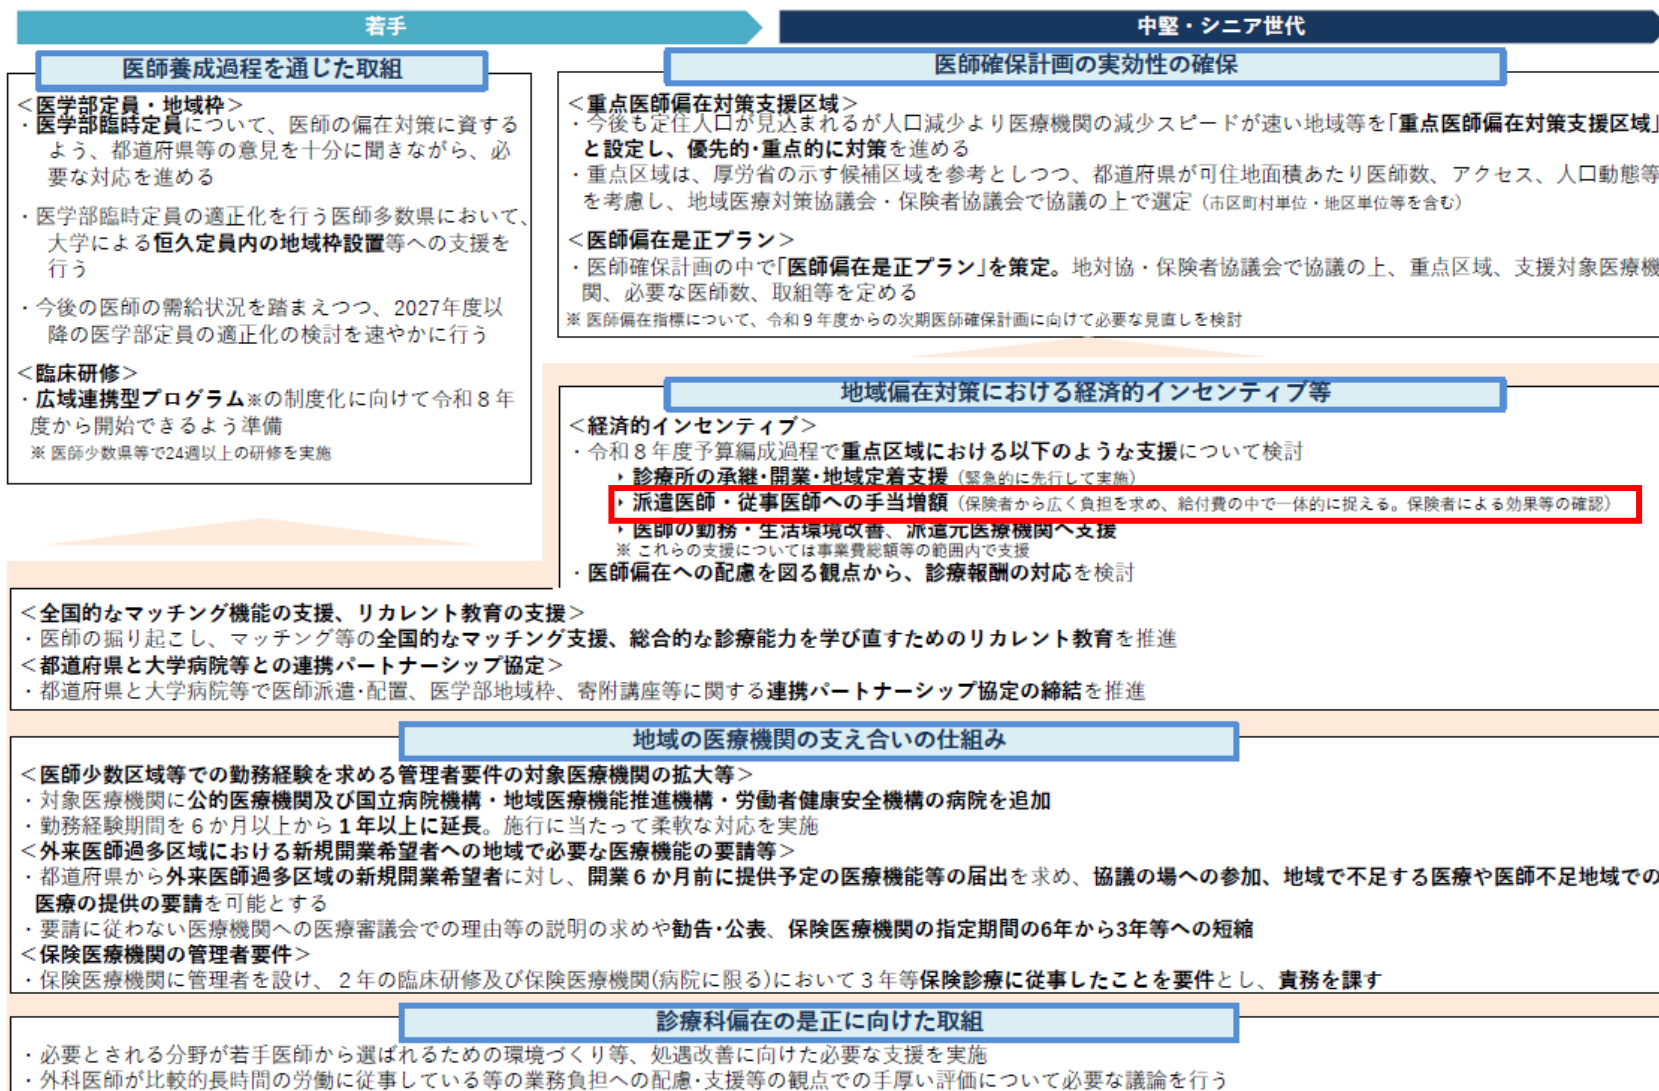 若手
中堅・シニア世代
医師養成過程を通じた取組
＜医学部定員・地域枠＞
・医学部臨時定員について、医師の偏在対策に資する
よう、都道府県等の意見を十分に聞きながら、必
要な対応を進める
・医学部臨時定員の適正化を行う医師多数県において、
大学による恒久定員内の地域枠設置等への支援を
行う
・今後の医師の需給状況を踏まえつつ、2027年度以
降の医学部定員の適正化の検討を速やかに行う
＜臨床研修＞
・広域連携型プログラム※の制度化に向けて令和８年
度から開始できるよう準備
※ 医師少数県等で24週以上の研修を実施
医師確保計画の実効性の確保
＜重点医師偏在対策支援区域＞
・今後も定住人口が見込まれるが人口減少より医療機関の減少スピードが速い地域等を｢重点医師偏在対策支援区域｣
と設定し、優先的･重点的に対策を進める
・重点区域は、厚労省の示す候補区域を参考としつつ、都道府県が可住地面積あたり医師数、アクセス、人口動態等
を考慮し、地域医療対策協議会・保険者協議会で協議の上で選定（市区町村単位・地区単位等を含む）
＜医師偏在是正プラン＞
・医師確保計画の中で｢医師偏在是正プラン｣を策定。地対協・保険者協議会で協議の上、重点区域、支援対象医療機
関、必要な医師数、取組等を定める
※ 医師偏在指標について、令和９年度からの次期医師確保計画に向けて必要な見直しを検討
地域偏在対策における経済的インセンティブ等
＜経済的インセンティブ＞
・令和８年度予算編成過程で重点区域における以下のような支援について検討
診療所の承継･開業･地域定着支援（緊急的に先行して実施）
派遣医師・従事医師への手当増額（保険者から広く負担を求め、給付費の中で一体的に捉える。保険者による効果等の確認）
医師の勤務・生活環境改善、派遣元医療機関へ支援
※ これらの支援については事業費総額等の範囲内で支援
・医師偏在への配慮を図る観点から、診療報酬の対応を検討
＜全国的なマッチング機能の支援、リカレント教育の支援＞
・医師の掘り起こし、マッチング等の全国的なマッチング支援、総合的な診療能力を学び直すためのリカレント教育を推進
＜都道府県と大学病院等との連携パートナーシップ協定＞
・都道府県と大学病院等で医師派遣･配置、医学部地域枠、寄附講座等に関する連携パートナーシップ協定の締結を推進
地域の医療機関の支え合いの仕組み
＜医師少数区域等での勤務経験を求める管理者要件の対象医療機関の拡大等＞
・対象医療機関に公的医療機関及び国立病院機構・地域医療機能推進機構・労働者健康安全機構の病院を追加
・勤務経験期間を６か月以上から１年以上に延長。施行に当たって柔軟な対応を実施
＜外来医師過多区域における新規開業希望者への地域で必要な医療機能の要請等＞
・都道府県から外来医師過多区域の新規開業希望者に対し、開業６か月前に提供予定の医療機能等の届出を求め、協議の場への参加、地域で不足する医療や医師不足地域での
医療の提供の要請を可能とする
・要請に従わない医療機関への医療審議会での理由等の説明の求めや勧告･公表、保険医療機関の指定期間の6年から3年等への短縮
＜保険医療機関の管理者要件＞
・保険医療機関に管理者を設け、２年の臨床研修及び保険医療機関(病院に限る)において３年等保険診療に従事したことを要件とし、責務を課す
診療科偏在の是正に向けた取組
・必要とされる分野が若手医師から選ばれるための環境づくり等、処遇改善に向けた必要な支援を実施
・外科医師が比較的長時間の労働に従事している等の業務負担への配慮･支援等の観点での手厚い評価について必要な議論を行う